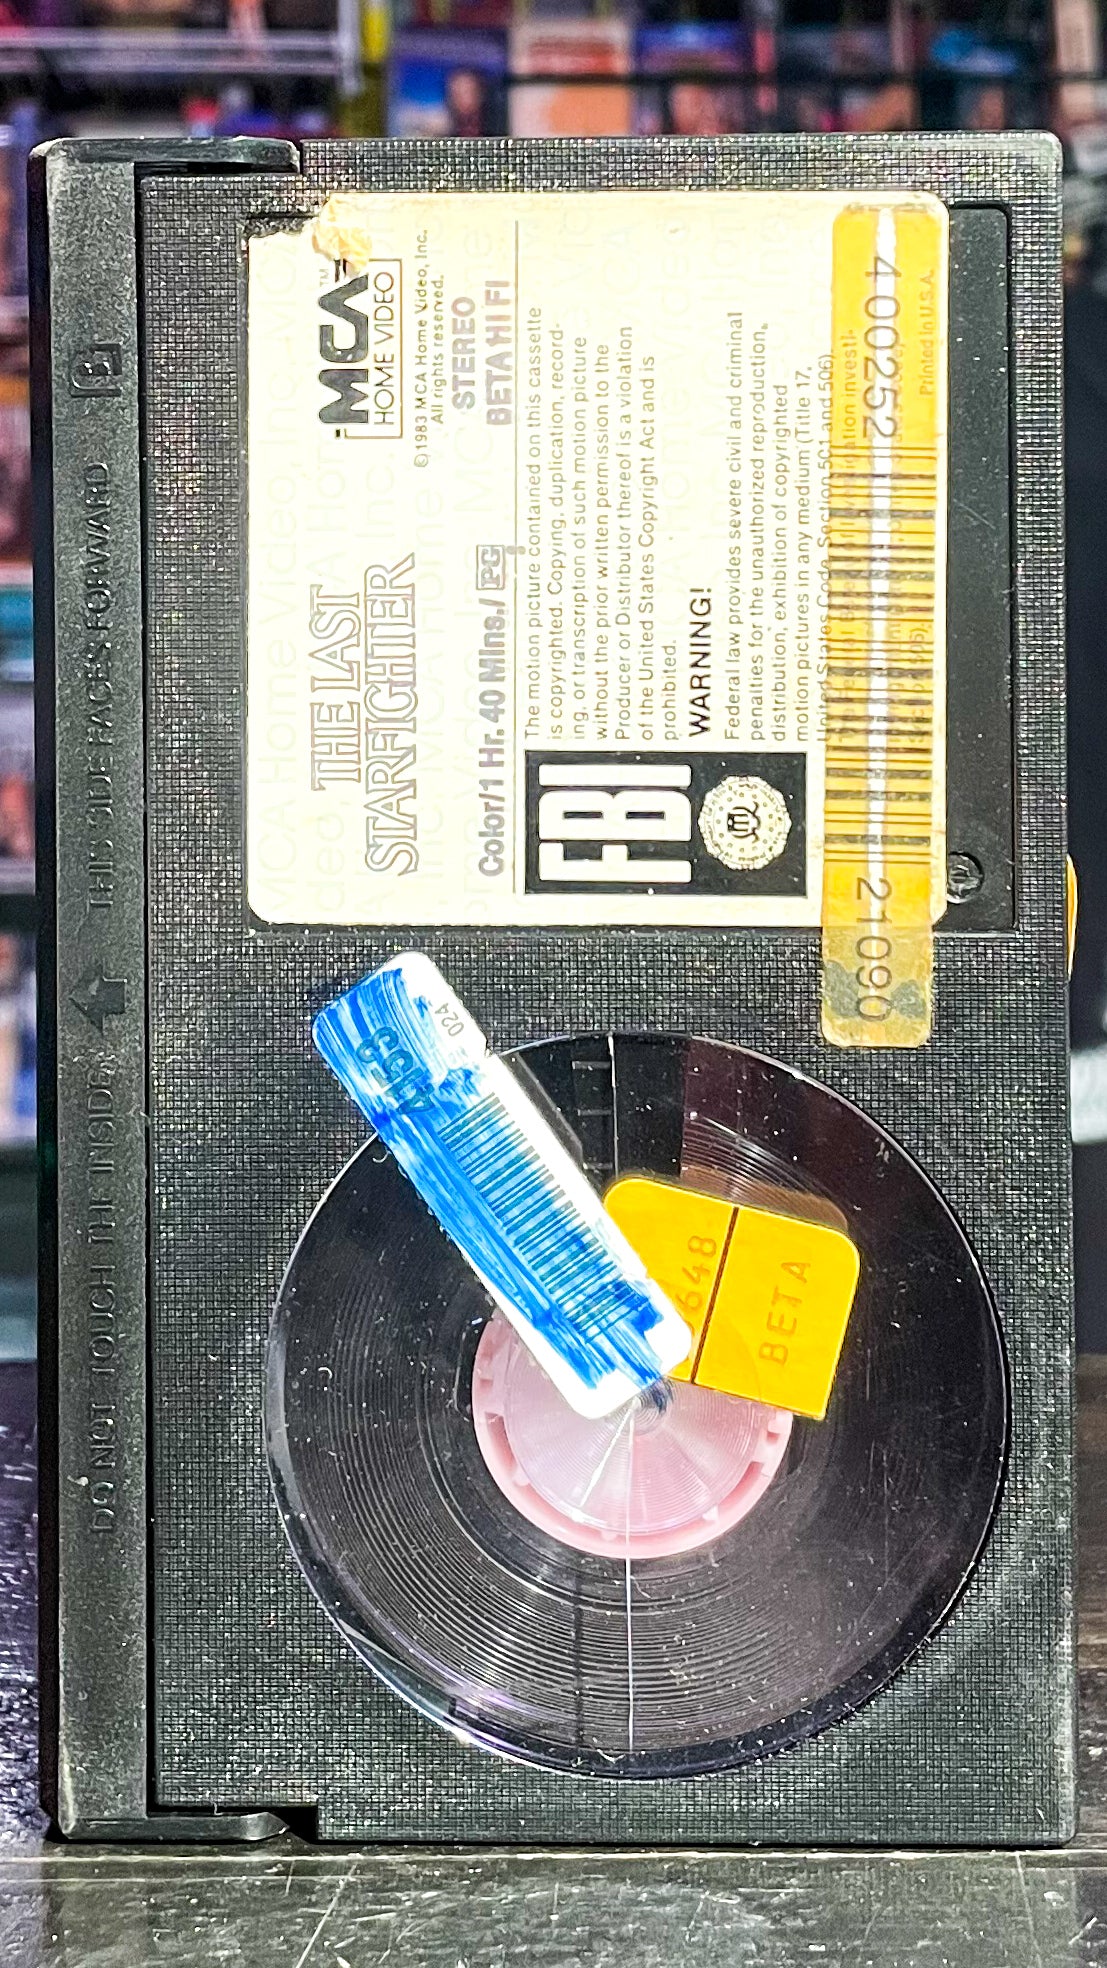 THE LAST
STARFIGHTER
Color/1 Hr. 40 Mins./PG
MCA™
HOME VIDEO
©1983 MCA Home Video, Inc.
All rights reserved.
STEREO
BETA HI FI
The motion picture contained on this cassette
is copyrighted. Copying, duplication, record-
ing, or transcription of such motion picture
without the prior written permission to the
Producer or Distributor thereof is a violation
of the United States Copyright Act and is
prohibited.
WARNING!
Federal law provides severe civil and criminal
penalties for the unauthorized reproduction,
distribution, exhibition of copyrighted
motion pictures in any medium (Title 17,
United States Code, Section 501 and 506).
FBI
Printed in U.S.A.
400252 21090
024
BETA
THIS SIDE FACES FORWARD
DO NOT TOUCH THE INSIDE